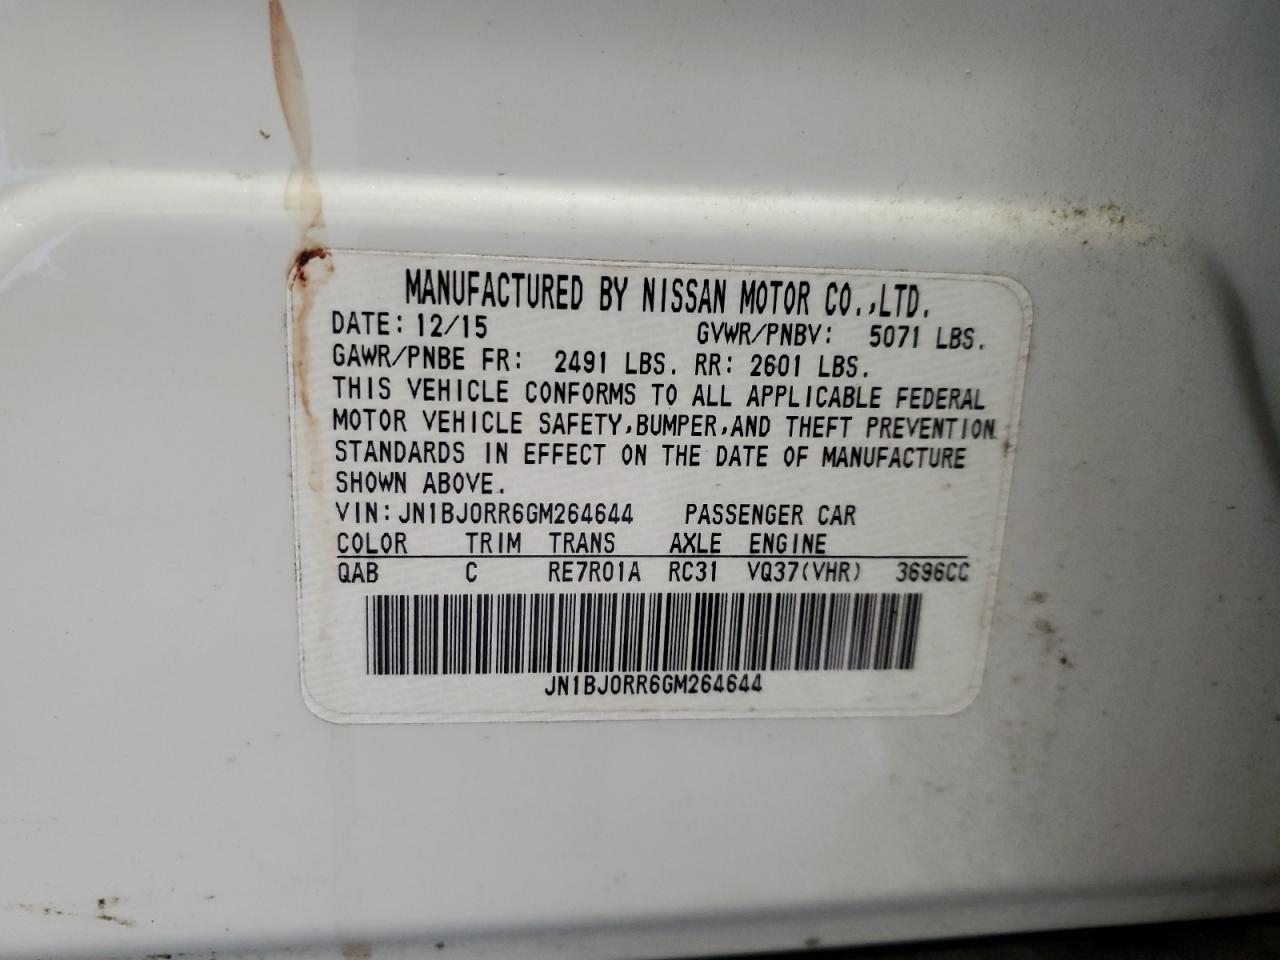 MANUFACTURED BY NISSAN MOTOR CO.,LTD.
DATE: 12/15 GVWR/PNBV: 5071 LBS.
GAWR/PNBE FR: 2491 LBS. RR: 2601 LBS.
THIS VEHICLE CONFORMS TO ALL APPLICABLE FEDERAL
MOTOR VEHICLE SAFETY,BUMPER,AND THEFT PREVENTION
STANDARDS IN EFFECT ON THE DATE OF MANUFACTURE
SHOWN ABOVE.
VIN:JN1BJ0RR6GM264644 PASSENGER CAR
COLOR TRIM TRANS AXLE ENGINE
QAB C RE7R01A RC31 VQ37(VHR) 3696CC
JN1BJ0RR6GM264644